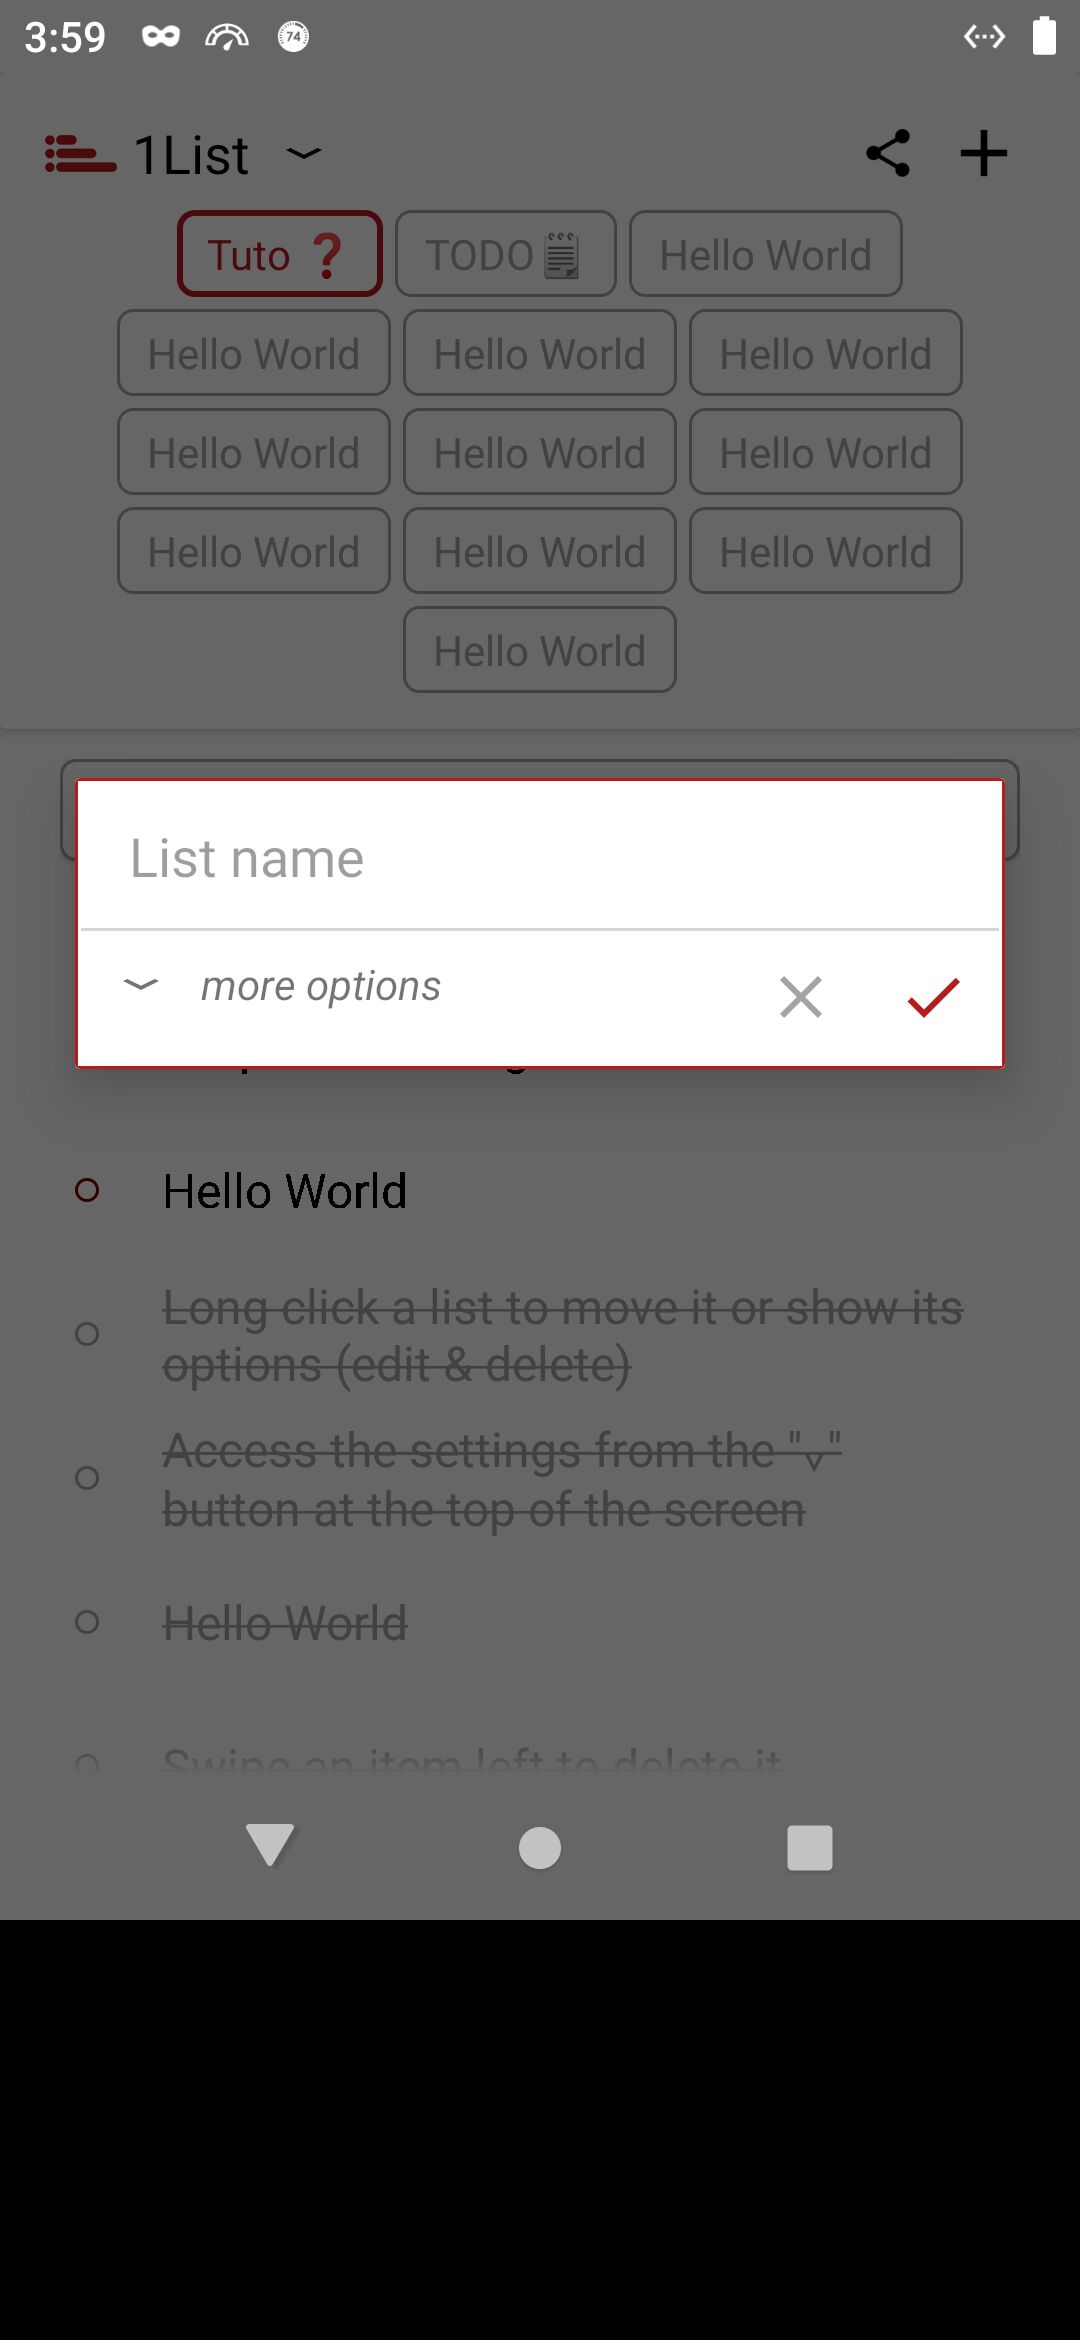 3:59
74
1List
Tuto ❓
TODO
Hello World
Hello World
Hello World
Hello World
Hello World
Hello World
Hello World
Hello World
Hello World
Hello World
Hello World
List name
more options
Hello World
Long click a list to move it or show its
options (edit & delete)
Access the settings from the "⌄"
button at the top of the screen
Hello World
Swipe an item left to delete it